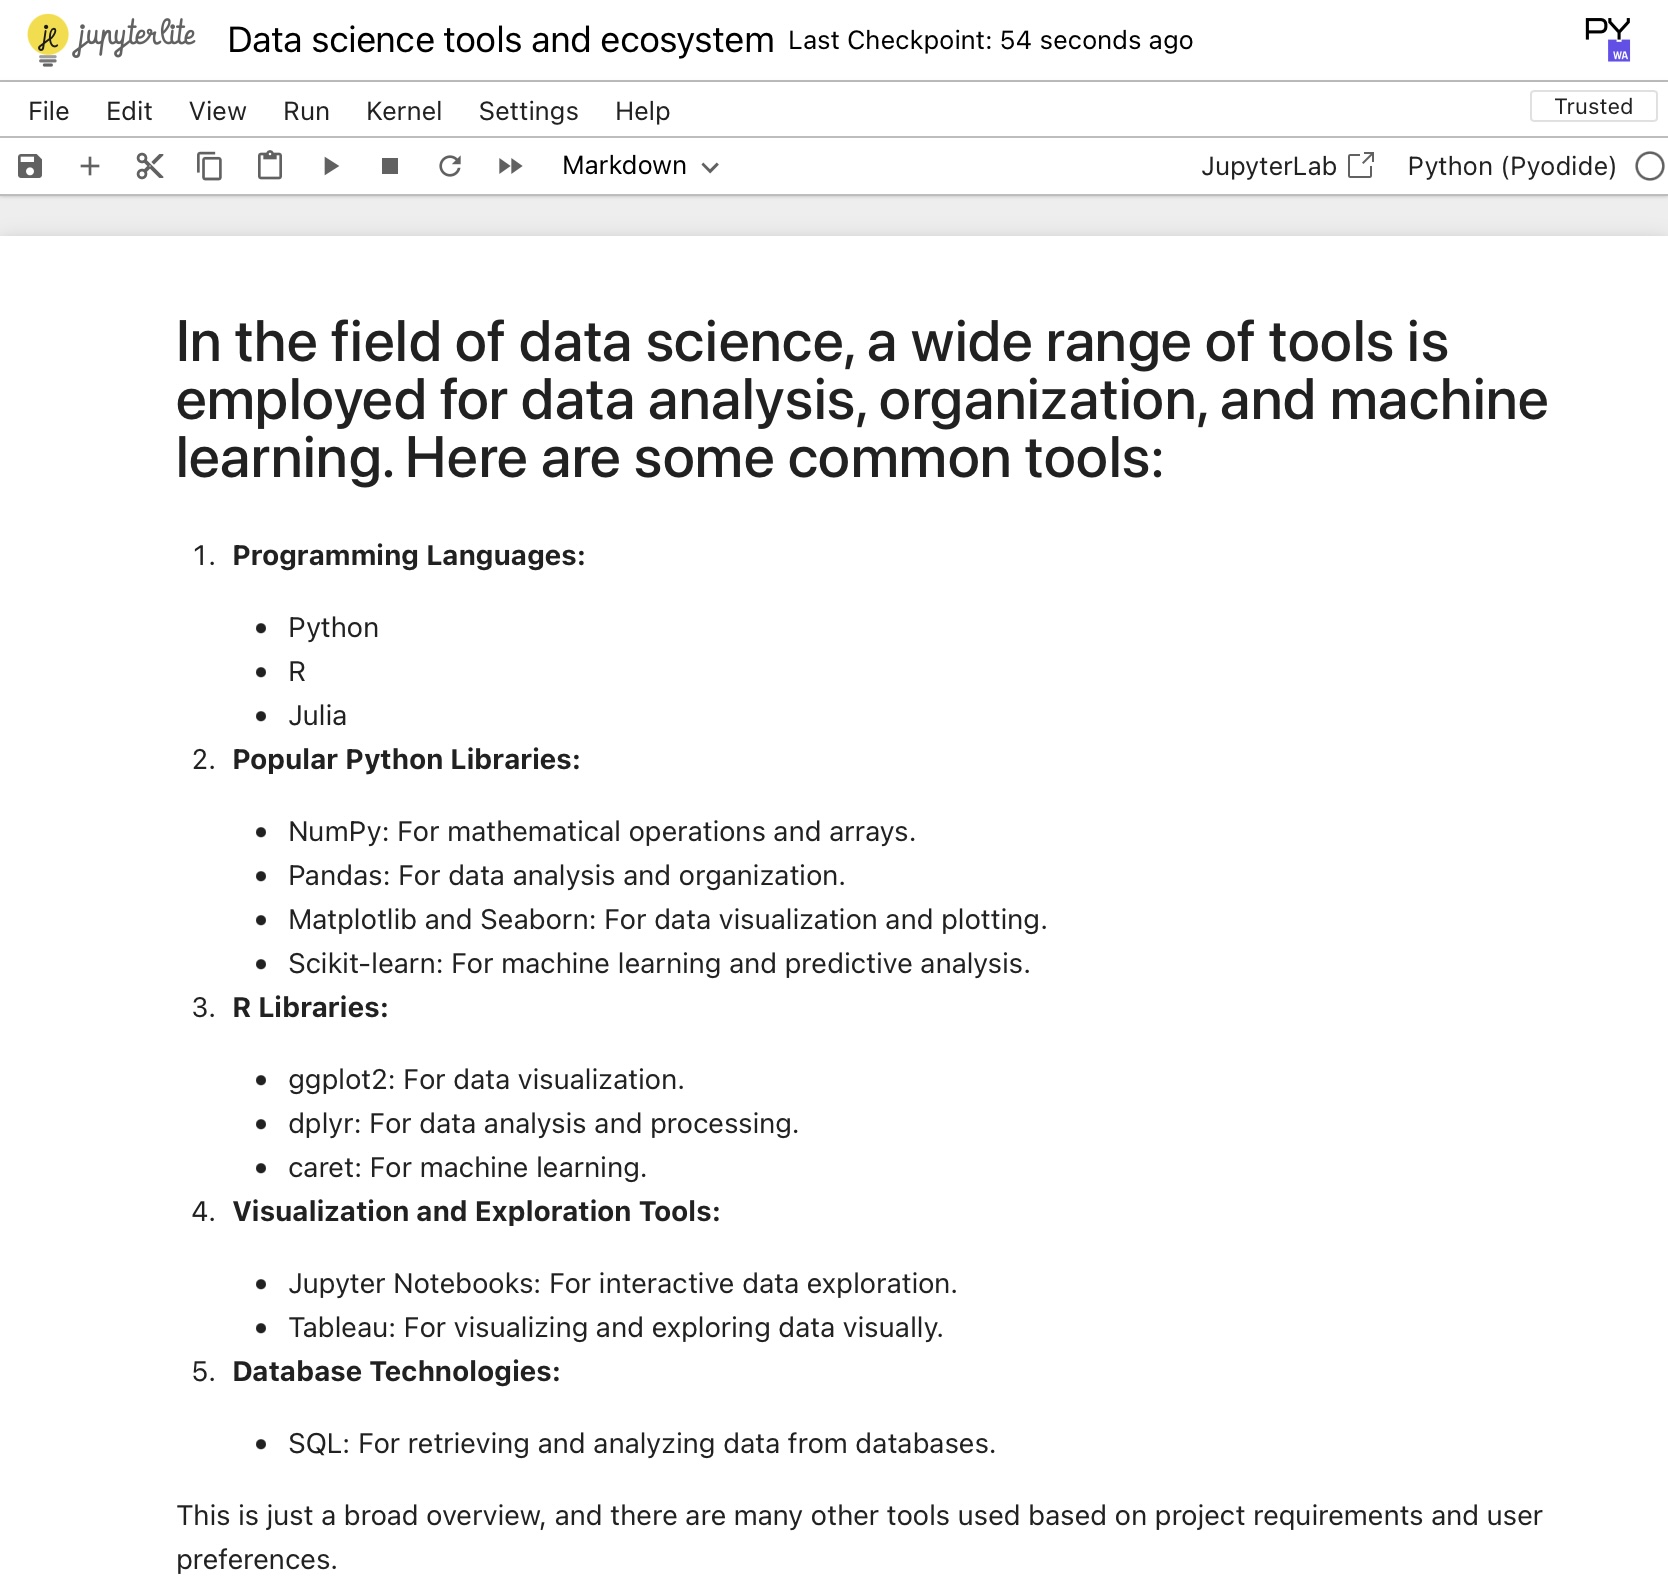 je jupyterlite Data science tools and ecosystem Last Checkpoint: 54 seconds ago PY
WA
File Edit View Run Kernel Settings Help Trusted
Markdown JupyterLab Python (Pyodide)
In the field of data science, a wide range of tools is
employed for data analysis, organization, and machine
learning. Here are some common tools:
1. Programming Languages:
• Python
• R
• Julia
2. Popular Python Libraries:
• NumPy: For mathematical operations and arrays.
• Pandas: For data analysis and organization.
• Matplotlib and Seaborn: For data visualization and plotting.
• Scikit-learn: For machine learning and predictive analysis.
3. R Libraries:
• ggplot2: For data visualization.
• dplyr: For data analysis and processing.
• caret: For machine learning.
4. Visualization and Exploration Tools:
• Jupyter Notebooks: For interactive data exploration.
• Tableau: For visualizing and exploring data visually.
5. Database Technologies:
• SQL: For retrieving and analyzing data from databases.
This is just a broad overview, and there are many other tools used based on project requirements and user
preferences.